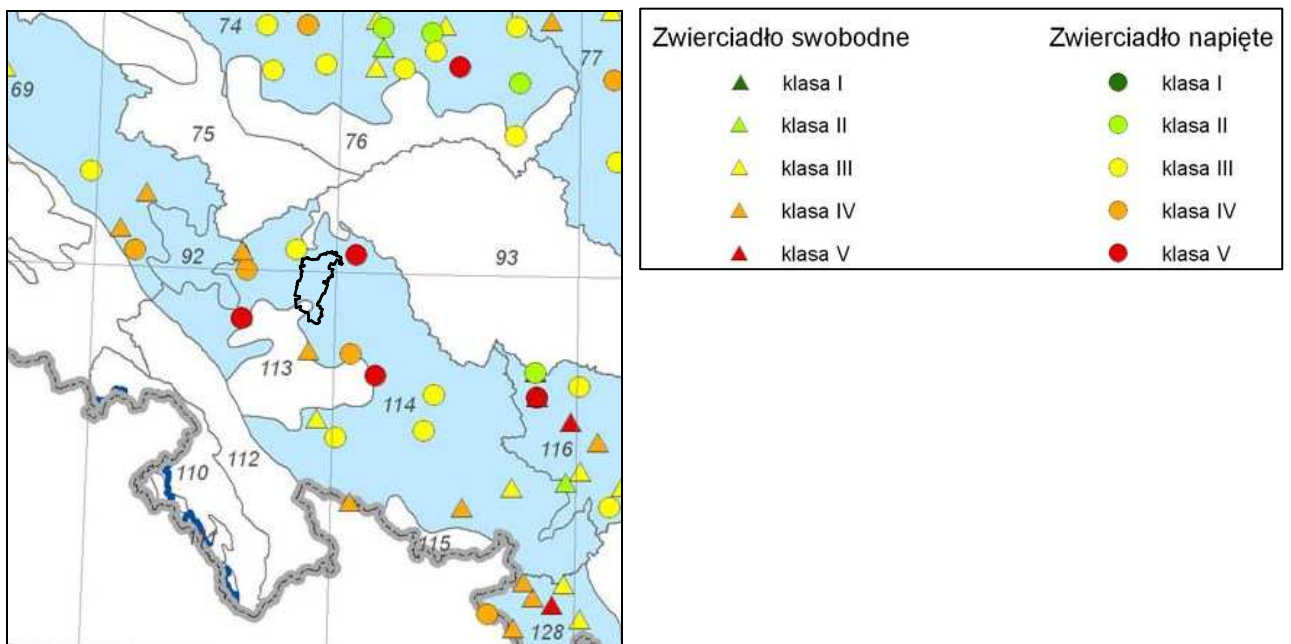 74
77
69
75
76
92
93
113
114
116
112
110
115
128
Zwierciadło swobodne
klasa I
klasa II
klasa III
klasa IV
klasa V
Zwierciadło napięte
klasa I
klasa II
klasa III
klasa IV
klasa V